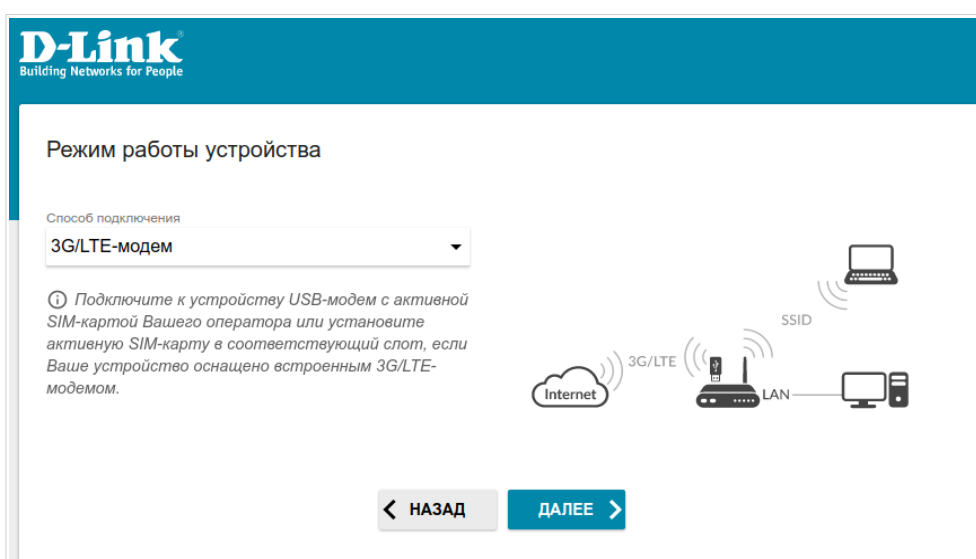 D-Link
Building Networks for People
Режим работы устройства
Способ подключения
3G/LTE-модем
Подключите к устройству USB-модем с активной
SIM-картой Вашего оператора или установите
активную SIM-карту в соответствующий слот, если
Ваше устройство оснащено встроенным 3G/LTE-
модемом.
SSID
3G/LTE
Internet
LAN
НАЗАД
ДАЛЕЕ